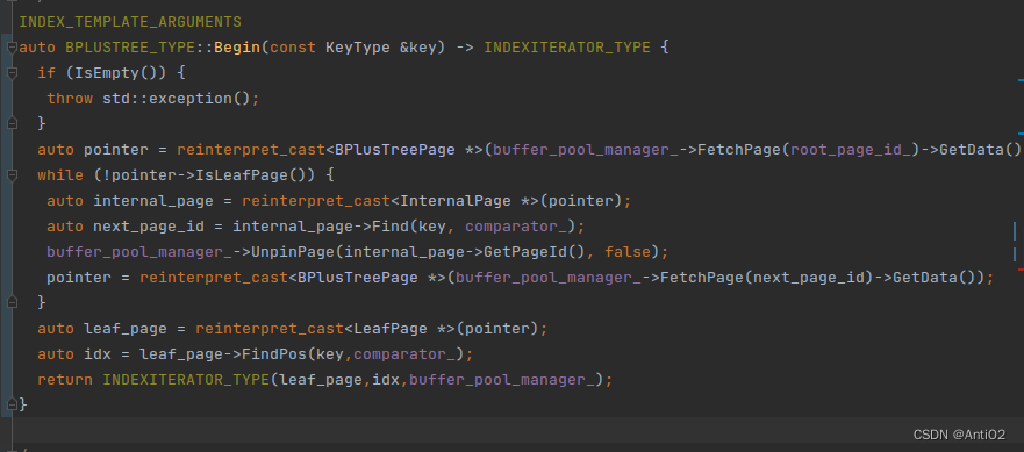 INDEX_TEMPLATE_ARGUMENTS
auto BPLUSTREE_TYPE::Begin(const KeyType &key) -> INDEXITERATOR_TYPE {
if (IsEmpty()) {
throw std::exception();
}
auto pointer = reinterpret_cast<BPlusTreePage *>(buffer_pool_manager_->FetchPage(root_page_id_)->GetData()
while (!pointer->IsLeafPage()) {
auto internal_page = reinterpret_cast<InternalPage *>(pointer);
auto next_page_id = internal_page->Find(key, comparator_);
buffer_pool_manager_->UnpinPage(internal_page->GetPageId(), false);
pointer = reinterpret_cast<BPlusTreePage *>(buffer_pool_manager_->FetchPage(next_page_id)->GetData());
}
auto leaf_page = reinterpret_cast<LeafPage *>(pointer);
auto idx = leaf_page->FindPos(key,comparator_);
return INDEXITERATOR_TYPE(leaf_page,idx,buffer_pool_manager_);
}
CSDN @AntiO2